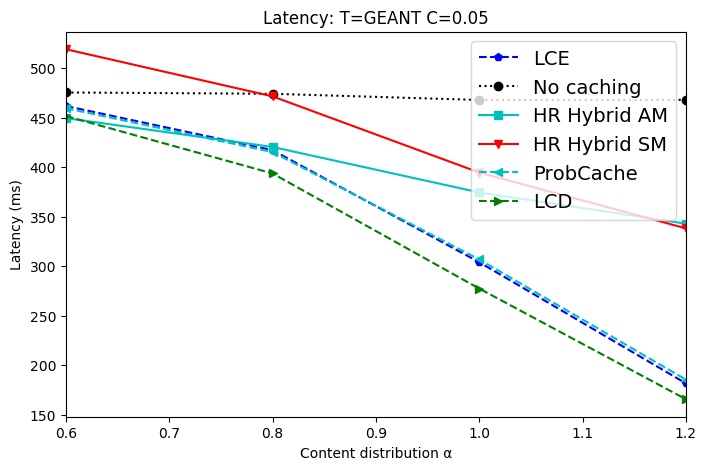 Latency: T=GEANT C=0.05
LCE
No caching
HR Hybrid AM
HR Hybrid SM
ProbCache
LCD
Latency (ms)
500
450
400
350
300
250
200
150
0.6 0.7 0.8 0.9 1.0 1.1 1.2
Content distribution α